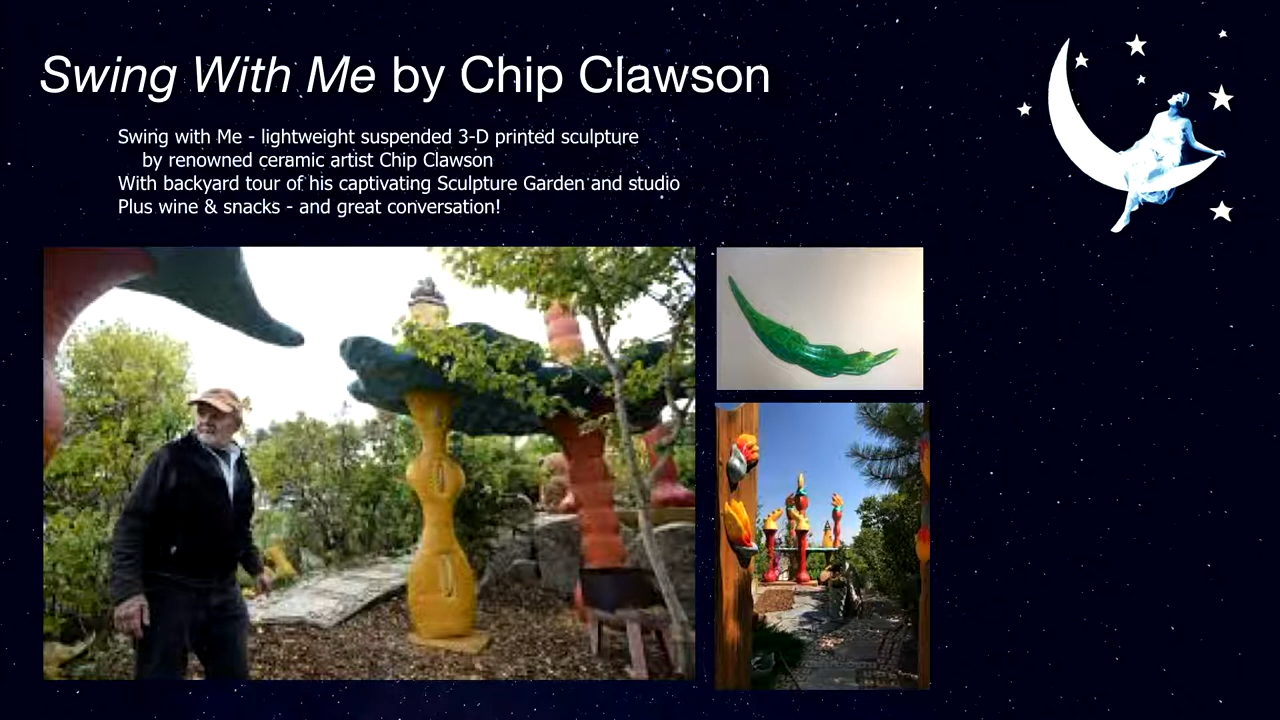 Swing With Me by Chip Clawson
Swing with Me - lightweight suspended 3-D printed sculpture
by renowned ceramic artist Chip Clawson
With backyard tour of his captivating Sculpture Garden and studio
Plus wine & snacks - and great conversation!